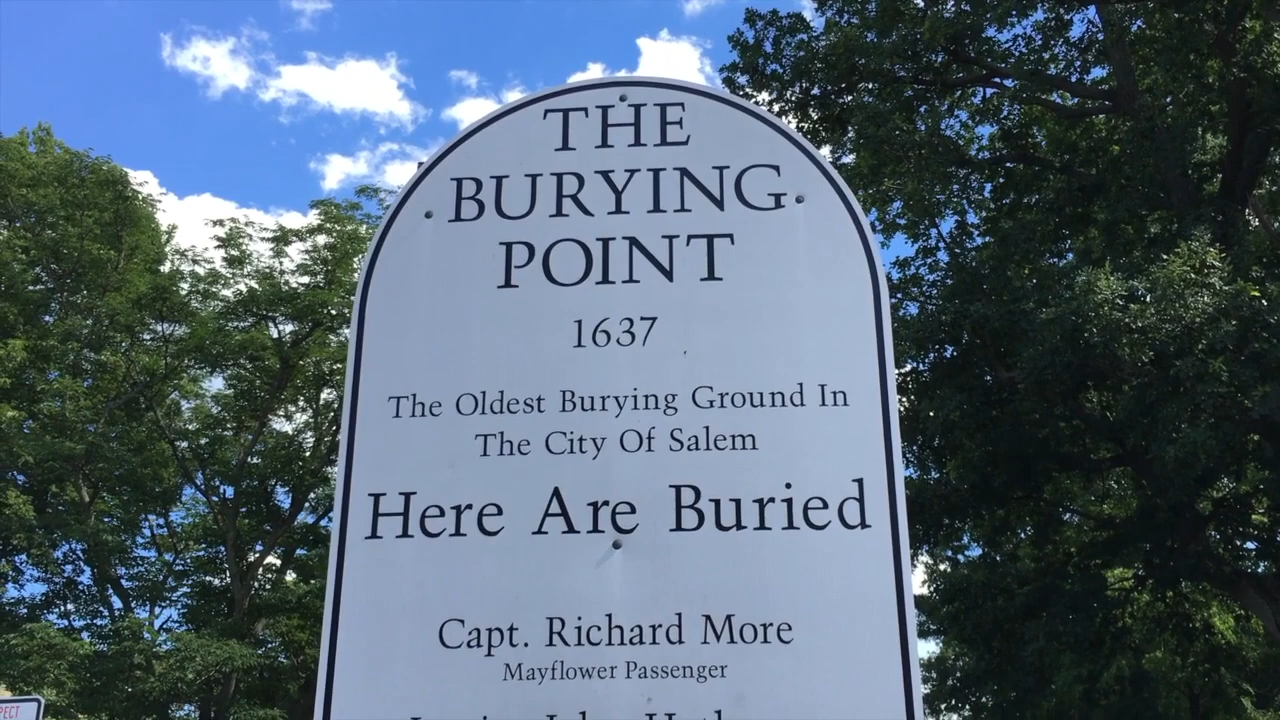 THE
BURYING
POINT
1637
The Oldest Burying Ground In
The City Of Salem
Here Are Buried
Capt. Richard More
Mayflower Passenger